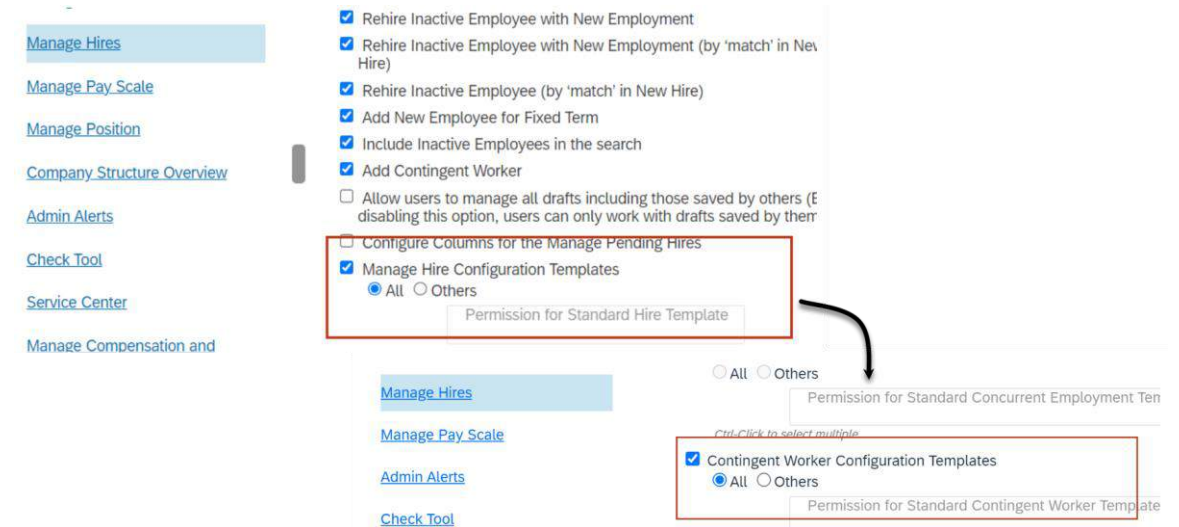 Manage Hires
Manage Pay Scale
Manage Position
Company Structure Overview
Admin Alerts
Check Tool
Service Center
Manage Compensation and
Rehire Inactive Employee with New Employment
Rehire Inactive Employee with New Employment (by ‘match’ in New
Hire)
Rehire Inactive Employee (by ‘match’ in New Hire)
Add New Employee for Fixed Term
Include Inactive Employees in the search
Add Contingent Worker
Allow users to manage all drafts including those saved by others (
disabling this option, users can only work with drafts saved by them
Configure Columns for the Manage Pending Hires
Manage Hire Configuration Templates
All Others
Permission for Standard Hire Template
Manage Hires
Manage Pay Scale
Admin Alerts
Check Tool
All Others
Permission for Standard Concurrent Employment Tem
Ctrl-Click to select multiple
Contingent Worker Configuration Templates
All Others
Permission for Standard Contingent Worker Template